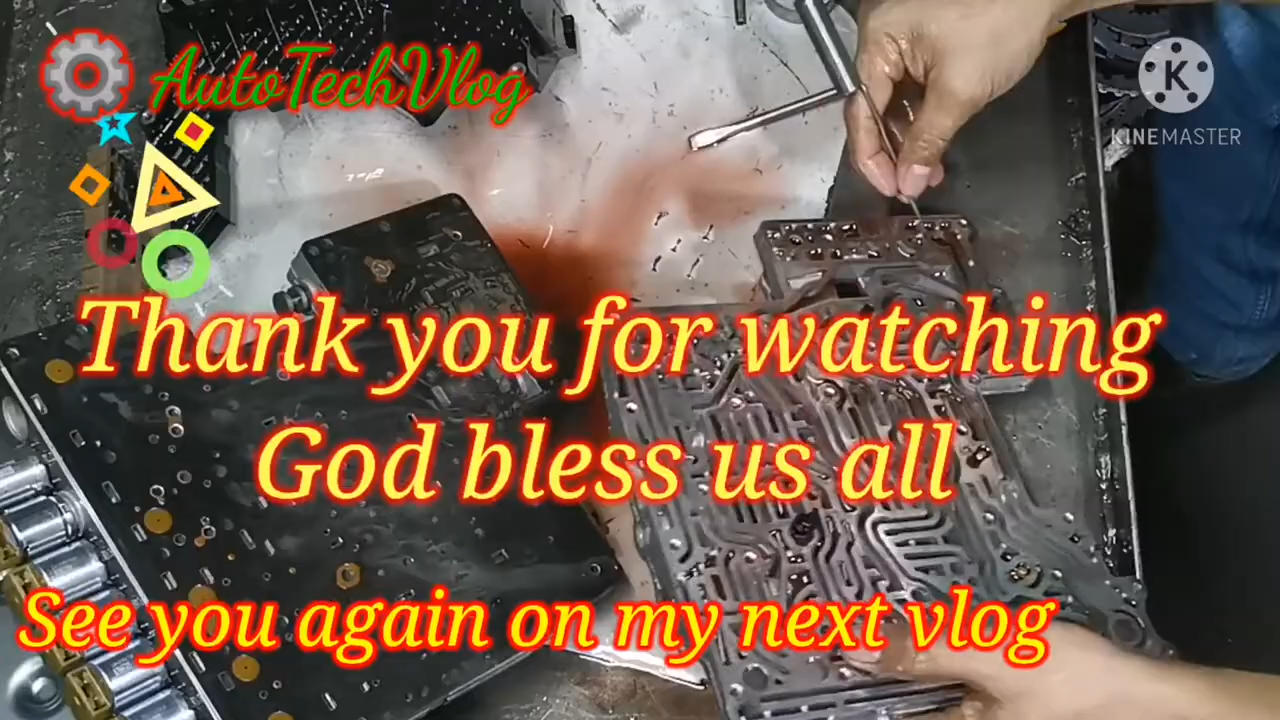 AutoTechVlog
K
KINEMASTER
Thank you for watching
God bless us all
See you again on my next vlog